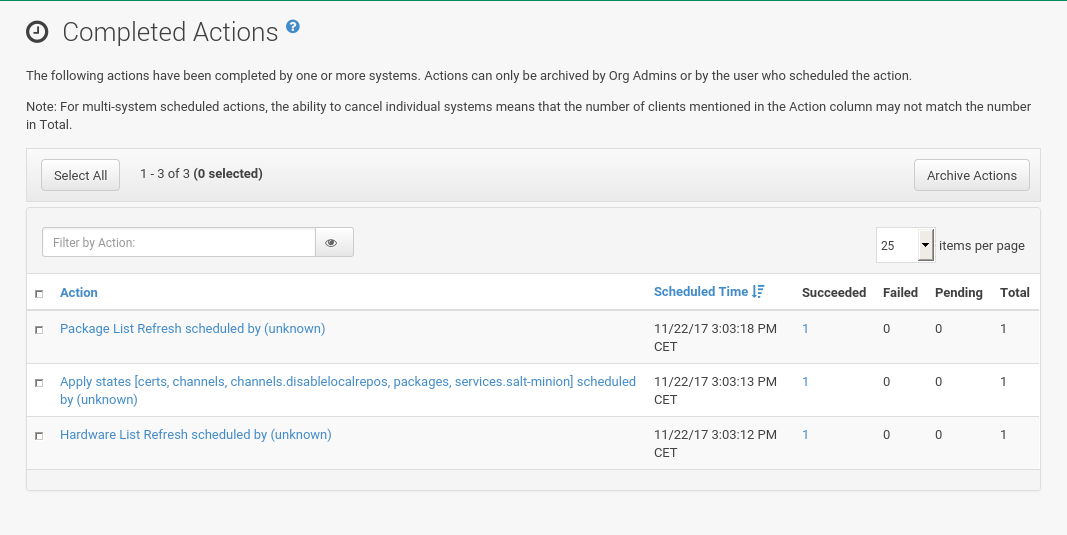 Completed Actions ?
The following actions have been completed by one or more systems. Actions can only be archived by Org Admins or by the user who scheduled the action.
Note: For multi-system scheduled actions, the ability to cancel individual systems means that the number of clients mentioned in the Action column may not match the number
in Total.
Select All 1 - 3 of 3 (0 selected) Archive Actions
Filter by Action: 25 items per page
Action Scheduled Time Succeeded Failed Pending Total
Package List Refresh scheduled by (unknown) 11/22/17 3:03:18 PM 1 0 0 1
CET
Apply states [certs, channels, channels.disablelocalrepos, packages, services.salt-minion] scheduled 11/22/17 3:03:13 PM 1 0 0 1
by (unknown) CET
Hardware List Refresh scheduled by (unknown) 11/22/17 3:03:12 PM 1 0 0 1
CET